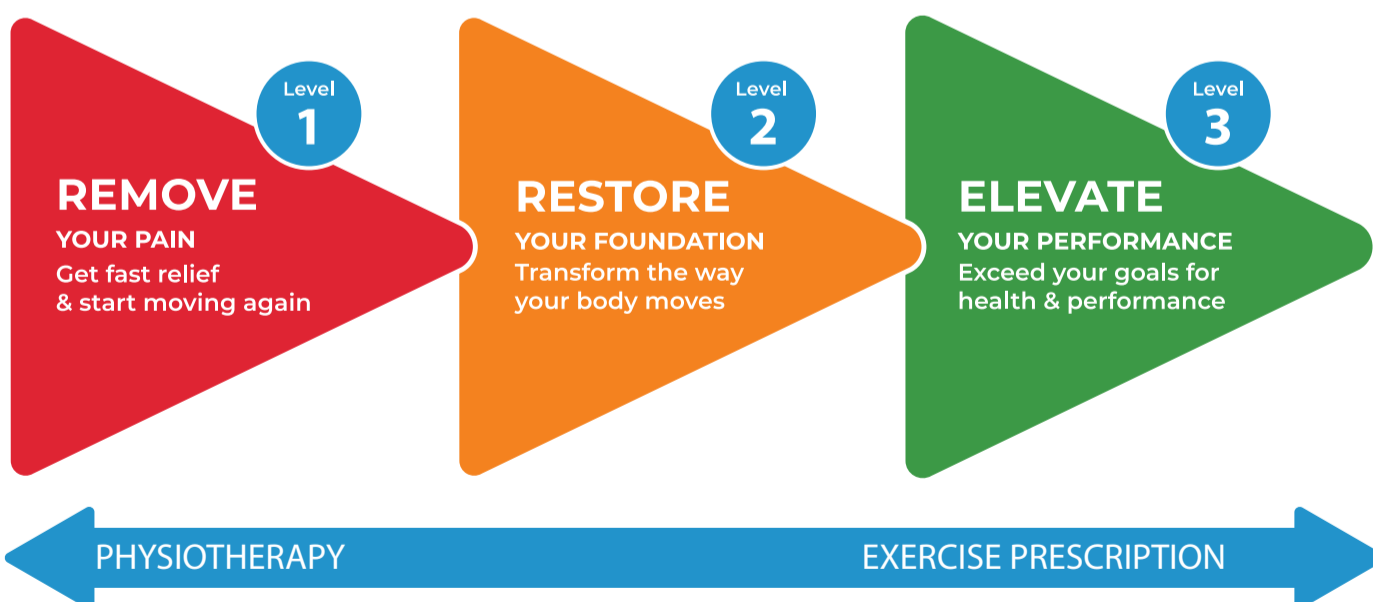 Level
1
REMOVE
YOUR PAIN
Get fast relief
& start moving again
Level
2
RESTORE
YOUR FOUNDATION
Transform the way
your body moves
Level
3
ELEVATE
YOUR PERFORMANCE
Exceed your goals for
health & performance
PHYSIOTHERAPY
EXERCISE PRESCRIPTION